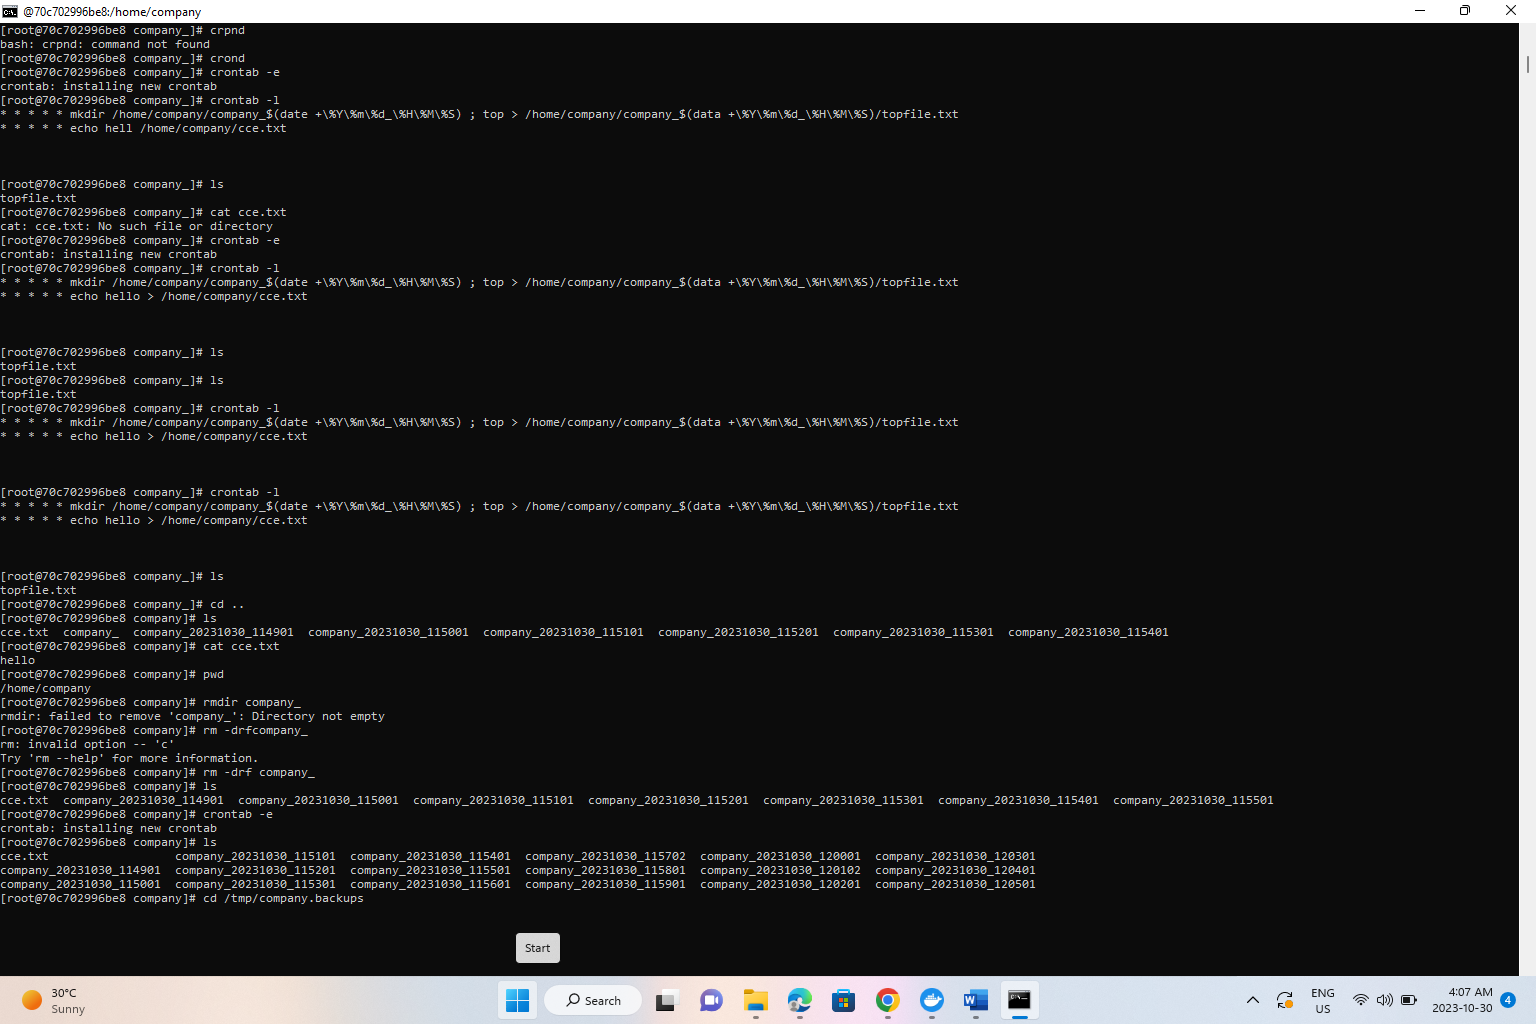 @70c702996be8:/home/company
[root@70c702996be8 company_]# crpnd
bash: crpnd: command not found
[root@70c702996be8 company_]# crond
[root@70c702996be8 company_]# crontab -e
crontab: installing new crontab
[root@70c702996be8 company_]# crontab -l
* * * * * mkdir /home/company/company_$(date +\%Y\%m\%d_\%H\%M\%S) ; top > /home/company/company_$(data +\%Y\%m\%d_\%H\%M\%S)/topfile.txt
* * * * * echo hell /home/company/cce.txt
[root@70c702996be8 company_]# ls
topfile.txt
[root@70c702996be8 company_]# cat cce.txt
cat: cce.txt: No such file or directory
[root@70c702996be8 company_]# crontab -e
crontab: installing new crontab
[root@70c702996be8 company_]# crontab -l
* * * * * mkdir /home/company/company_$(date +\%Y\%m\%d_\%H\%M\%S) ; top > /home/company/company_$(data +\%Y\%m\%d_\%H\%M\%S)/topfile.txt
* * * * * echo hello > /home/company/cce.txt
[root@70c702996be8 company_]# ls
topfile.txt
[root@70c702996be8 company_]# ls
topfile.txt
[root@70c702996be8 company_]# crontab -l
* * * * * mkdir /home/company/company_$(date +\%Y\%m\%d_\%H\%M\%S) ; top > /home/company/company_$(data +\%Y\%m\%d_\%H\%M\%S)/topfile.txt
* * * * * echo hello > /home/company/cce.txt
[root@70c702996be8 company_]# crontab -l
* * * * * mkdir /home/company/company_$(date +\%Y\%m\%d_\%H\%M\%S) ; top > /home/company/company_$(data +\%Y\%m\%d_\%H\%M\%S)/topfile.txt
* * * * * echo hello > /home/company/cce.txt
[root@70c702996be8 company_]# ls
topfile.txt
[root@70c702996be8 company_]# cd ..
[root@70c702996be8 company]# ls
cce.txt  company_  company_20231030_114901  company_20231030_115001  company_20231030_115101  company_20231030_115201  company_20231030_115301  company_20231030_115401
[root@70c702996be8 company]# cat cce.txt
hello
[root@70c702996be8 company]# pwd
/home/company
[root@70c702996be8 company]# rmdir company_
rmdir: failed to remove 'company_': Directory not empty
[root@70c702996be8 company]# rm -drfcompany_
rm: invalid option -- 'c'
Try 'rm --help' for more information.
[root@70c702996be8 company]# rm -drf company_
[root@70c702996be8 company]# ls
cce.txt  company_20231030_114901  company_20231030_115001  company_20231030_115101  company_20231030_115201  company_20231030_115301  company_20231030_115401  company_20231030_115501
[root@70c702996be8 company]# crontab -e
crontab: installing new crontab
[root@70c702996be8 company]# ls
cce.txt                  company_20231030_115101  company_20231030_115401  company_20231030_115702  company_20231030_120001  company_20231030_120301
company_20231030_114901  company_20231030_115201  company_20231030_115501  company_20231030_115801  company_20231030_120102  company_20231030_120401
company_20231030_115001  company_20231030_115301  company_20231030_115601  company_20231030_115901  company_20231030_120201  company_20231030_120501
[root@70c702996be8 company]# cd /tmp/company.backups
Start
30°C
Sunny
Search
ENG
US
4:07 AM
2023-10-30
4